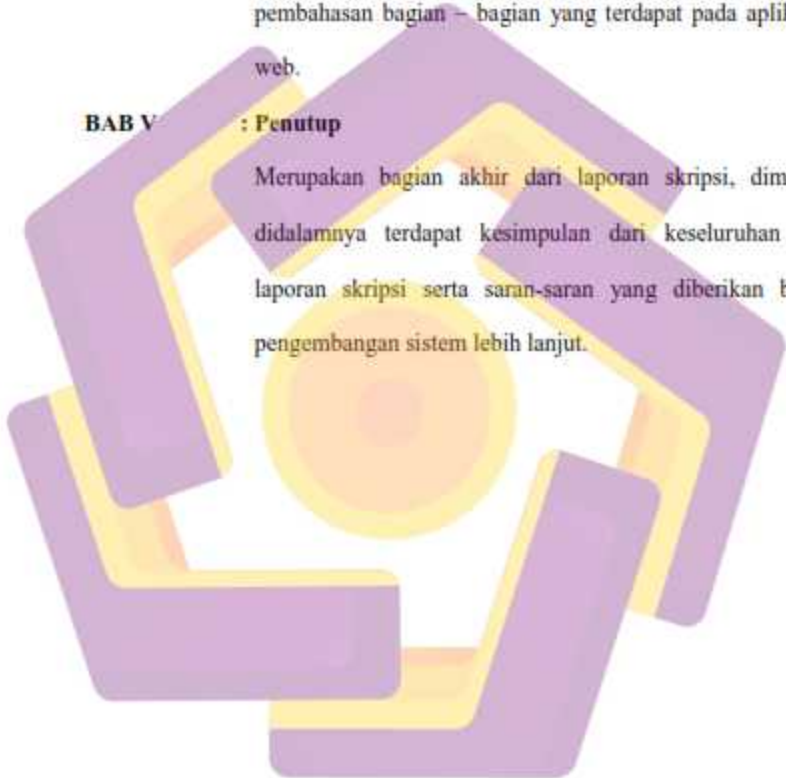 pembahasan bagian – bagian yang terdapat pada aplik
web.
BAB V : Penutup
Merupakan bagian akhir dari laporan skripsi, dim
didalamnya terdapat kesimpulan dari keseluruhan
laporan skripsi serta saran-saran yang diberikan b
pengembangan sistem lebih lanjut.